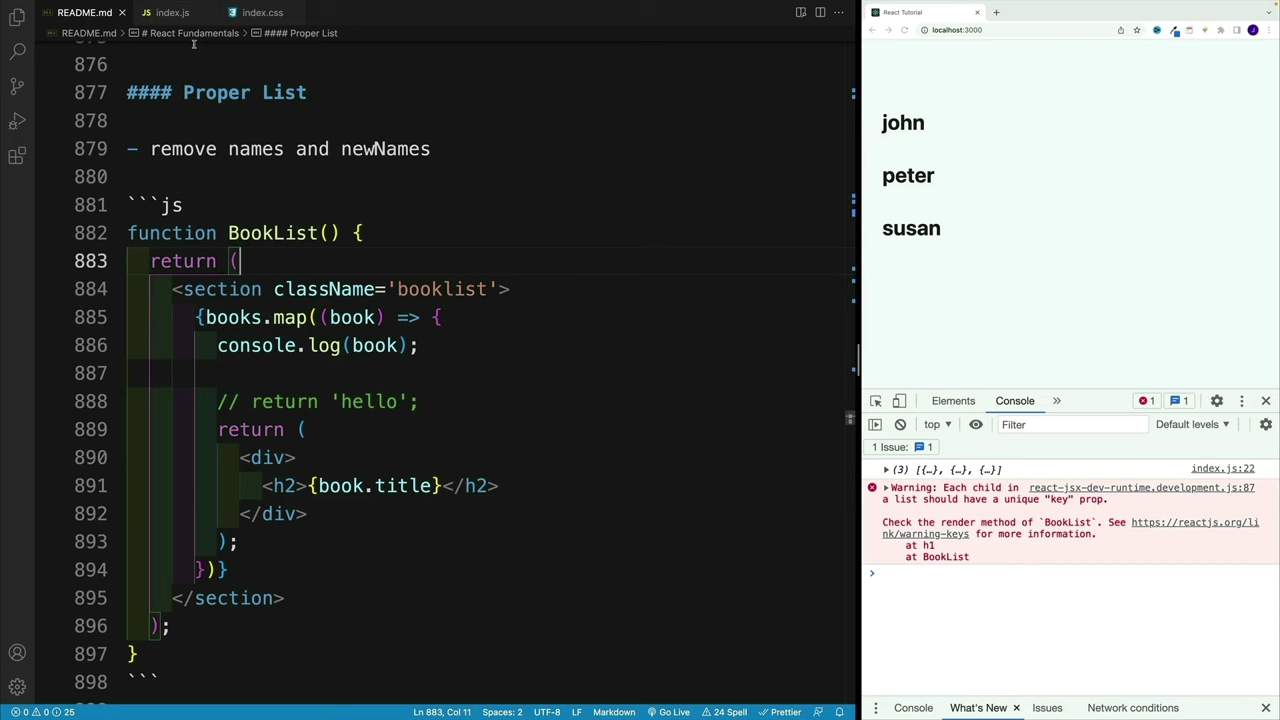 README.md
index.js
index.css
README.md > # React Fundamentals > #### Proper List
876
877 #### Proper List
878
879 - remove names and newNames
880
881 ```js
882 function BookList() {
883 return (
884 <section className='booklist'>
885 {books.map((book) => {
886 console.log(book);
887
888 // return 'hello';
889 return (
890 <div>
891 <h2>{book.title}</h2>
892 </div>
893 );
894 })}
895 </section>
896 );
897 }
898 ```
0 0 25
Ln 883, Col 11
Spaces: 2
UTF-8
LF
Markdown
Go Live
24 Spell
Prettier
React Tutorial
localhost:3000
john
peter
susan
Elements
Console
1
1
top
Filter
Default levels
1 Issue: 1
(3) [{…}, {…}, {…}] index.js:22
Warning: Each child in react-jsx-dev-runtime.development.js:87
a list should have a unique "key" prop.
Check the render method of `BookList`. See https://reactjs.org/li
nk/warning-keys for more information.
at h1
at BookList
Console
What's New
Issues
Network conditions